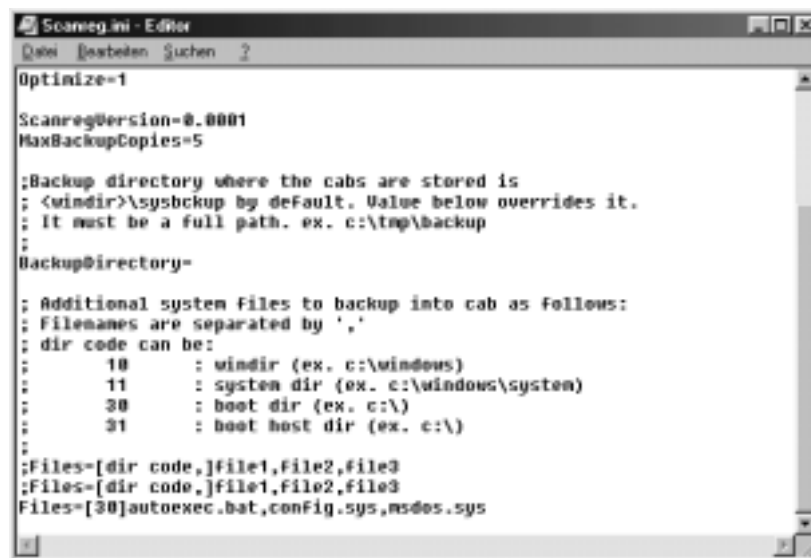 Scanreg.ini - Editor
Datei Bearbeiten Suchen ?
Optimize=1
ScanregVersion=0.0001
MaxBackupCopies=5
;Backup directory where the cabs are stored is
; <windir>\sysbckup by default. Value below overrides it.
; It must be a full path. ex. c:\tmp\backup
;
BackupDirectory=
; Additional system files to backup into cab as follows:
; Filenames are separated by ','
; dir code can be:
; 10 : windir (ex. c:\windows)
; 11 : system dir (ex. c:\windows\system)
; 30 : boot dir (ex. c:\)
; 31 : boot host dir (ex. c:\)
;
;Files=[dir code,]file1,file2,file3
;Files=[dir code,]file1,file2,file3
Files=[30]autoexec.bat,config.sys,msdos.sys